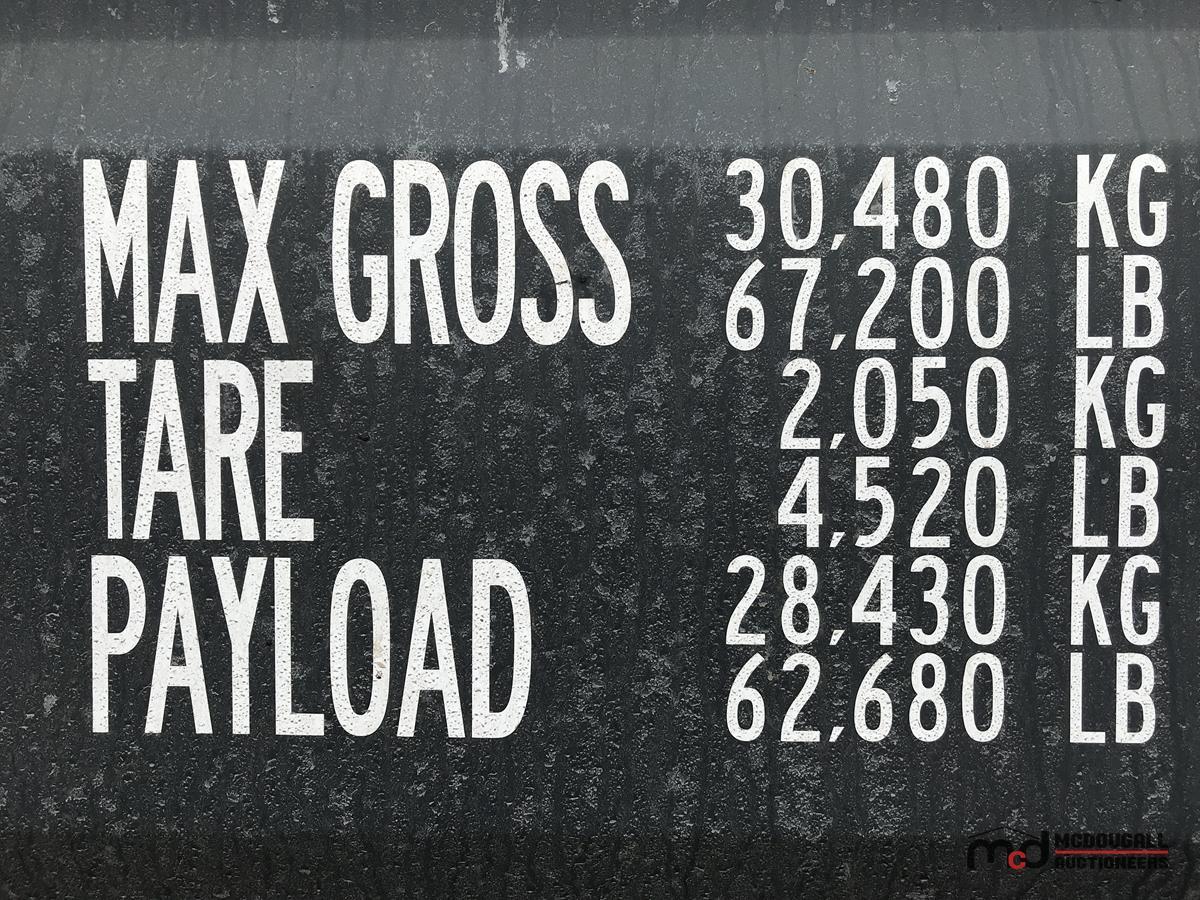 MAX GROSS 30,480 KG
67,200 LB
TARE 2,050 KG
4,520 LB
PAYLOAD 28,430 KG
62,680 LB
mcd MCDOUGALL
AUCTIONEERS